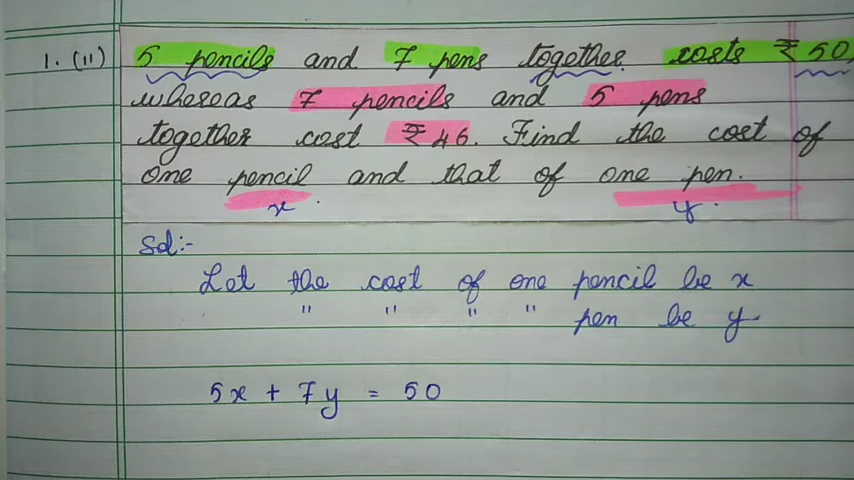 1. (ii) 5 pencils and 7 pens together costs ₹ 50,
whereas 7 pencils and 5 pens
together cost ₹ 46. Find the cost of
one pencil and that of one pen.
x y
Sol:-
Let the cost of one pencil be x
" " " " pen be y
5x + 7y = 50